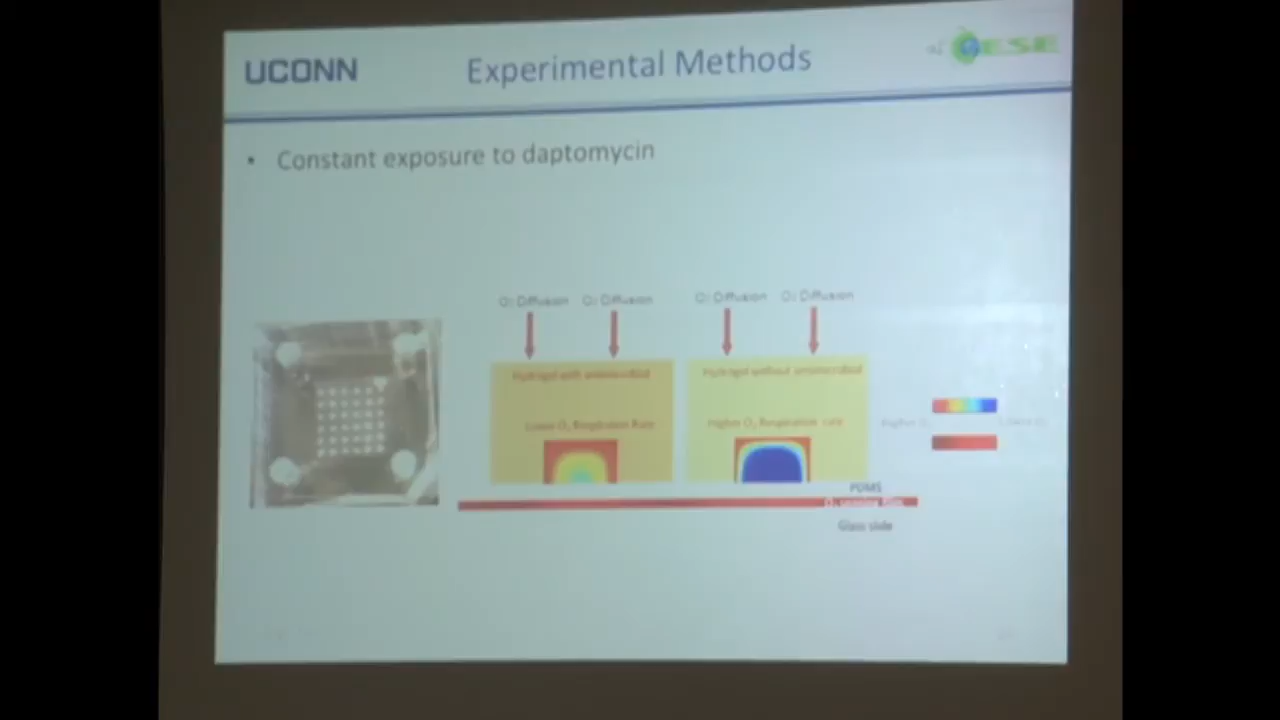 UCONN
Experimental Methods
ESE
• Constant exposure to daptomycin
O₂ Diffusion O₂ Diffusion O₂ Diffusion O₂ Diffusion
Hydrogel with antimicrobial
Hydrogel without antimicrobial
Lower O₂ Respiration Rate
Higher O₂ Respiration rate
Higher O₂
Lower O₂
PDMS
O₂ sensing film
Glass slide